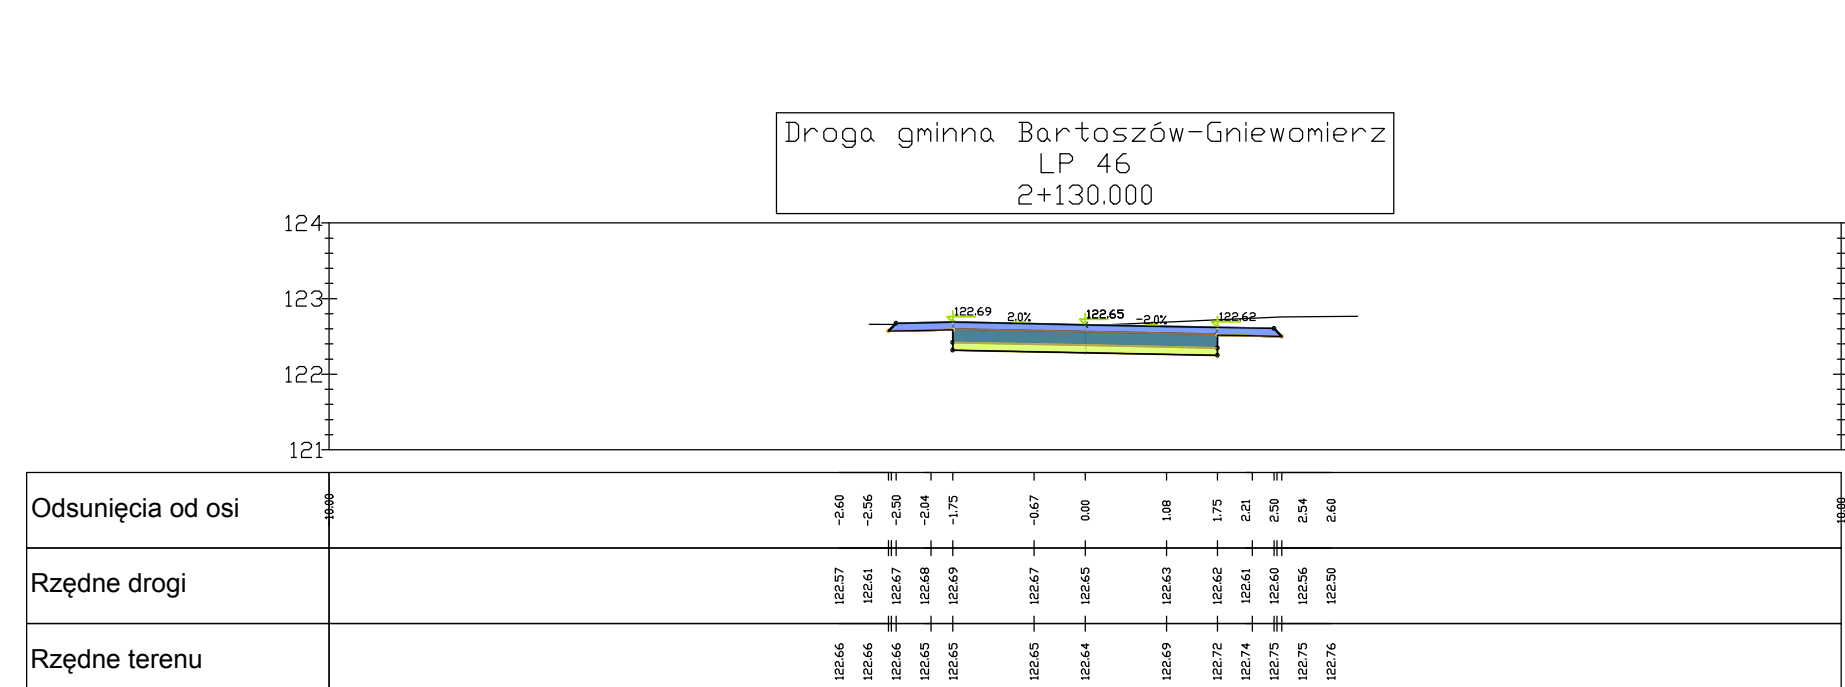 Droga gminna Bartoszów-Gniewomierz
LP 46
2+130.000
124
123
122
121
122.69 2.0% 122.65 -2.0% 122.62
Odsunięcia od osi 10.00 -2.60 -2.56 -2.50 -2.04 -1.75 -0.67 0.00 1.08 1.75 2.21 2.50 2.54 2.60 10.00
Rzędne drogi 122.57 122.61 122.67 122.68 122.69 122.67 122.65 122.63 122.62 122.61 122.60 122.56 122.50
Rzędne terenu 122.66 122.66 122.66 122.65 122.65 122.65 122.64 122.69 122.72 122.74 122.75 122.75 122.76